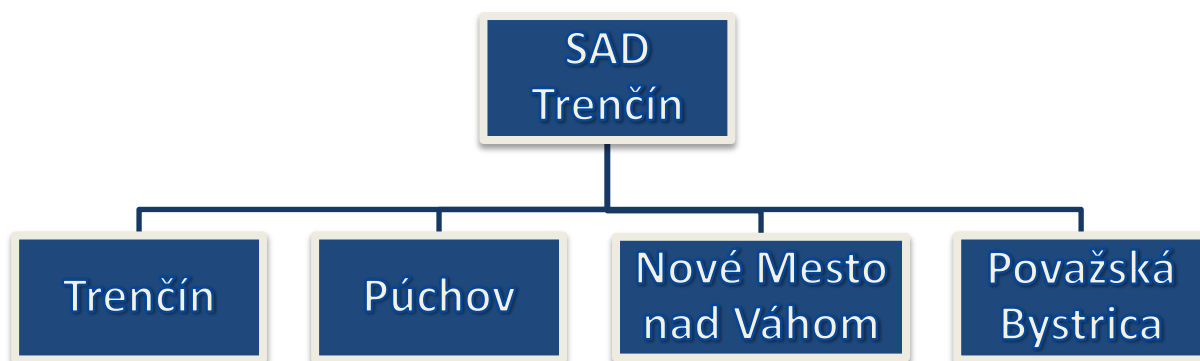 SAD
Trenčín
Trenčín
Púchov
Nové Mesto
nad Váhom
Považská
Bystrica